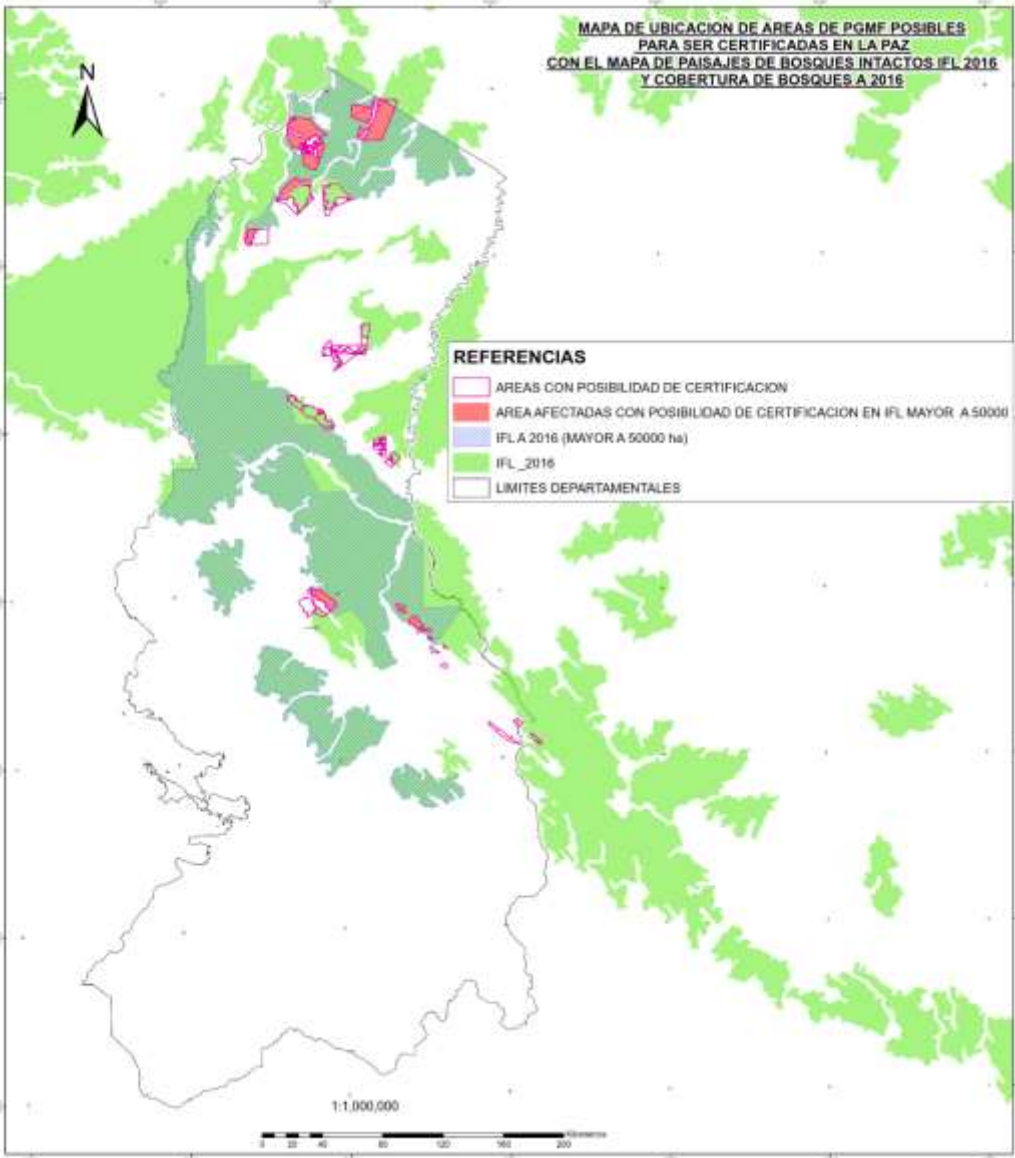 MAPA DE UBICACION DE AREAS DE PGMF POSIBLES
PARA SER CERTIFICADAS EN LA PAZ
CON EL MAPA DE PAISAJES DE BOSQUES INTACTOS IFL 2016
Y COBERTURA DE BOSQUES A 2016
N
REFERENCIAS
AREAS CON POSIBILIDAD DE CERTIFICACION
AREA AFECTADAS CON POSIBILIDAD DE CERTIFICACION EN IFL MAYOR A 50000
IFL A 2016 (MAYOR A 50000 ha)
IFL _2016
LIMITES DEPARTAMENTALES
1:1,000,000
0 20 40 80 120 160 200